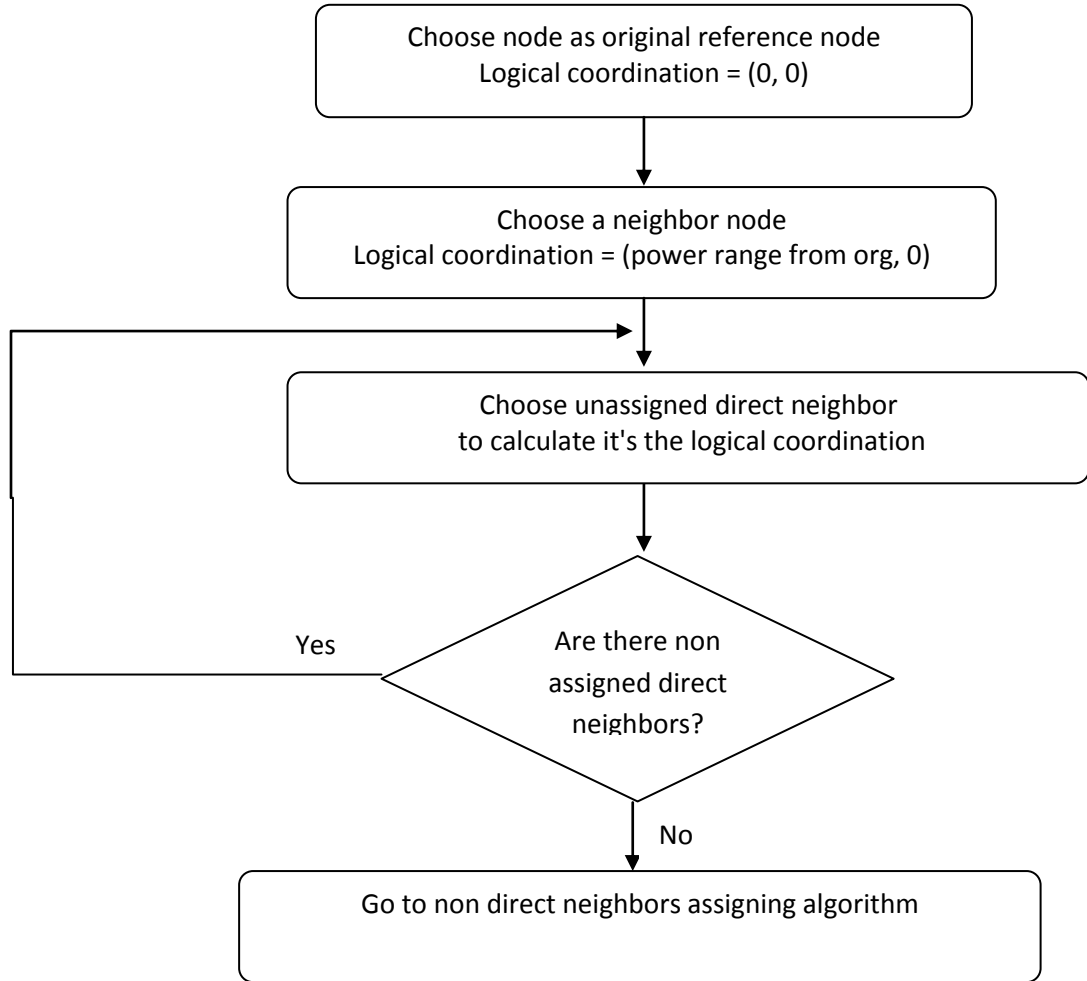 Choose node as original reference node
Logical coordination = (0, 0)
Choose a neighbor node
Logical coordination = (power range from org, 0)
Choose unassigned direct neighbor
to calculate it's the logical coordination
Yes
Are there non
assigned direct
neighbors?
No
Go to non direct neighbors assigning algorithm